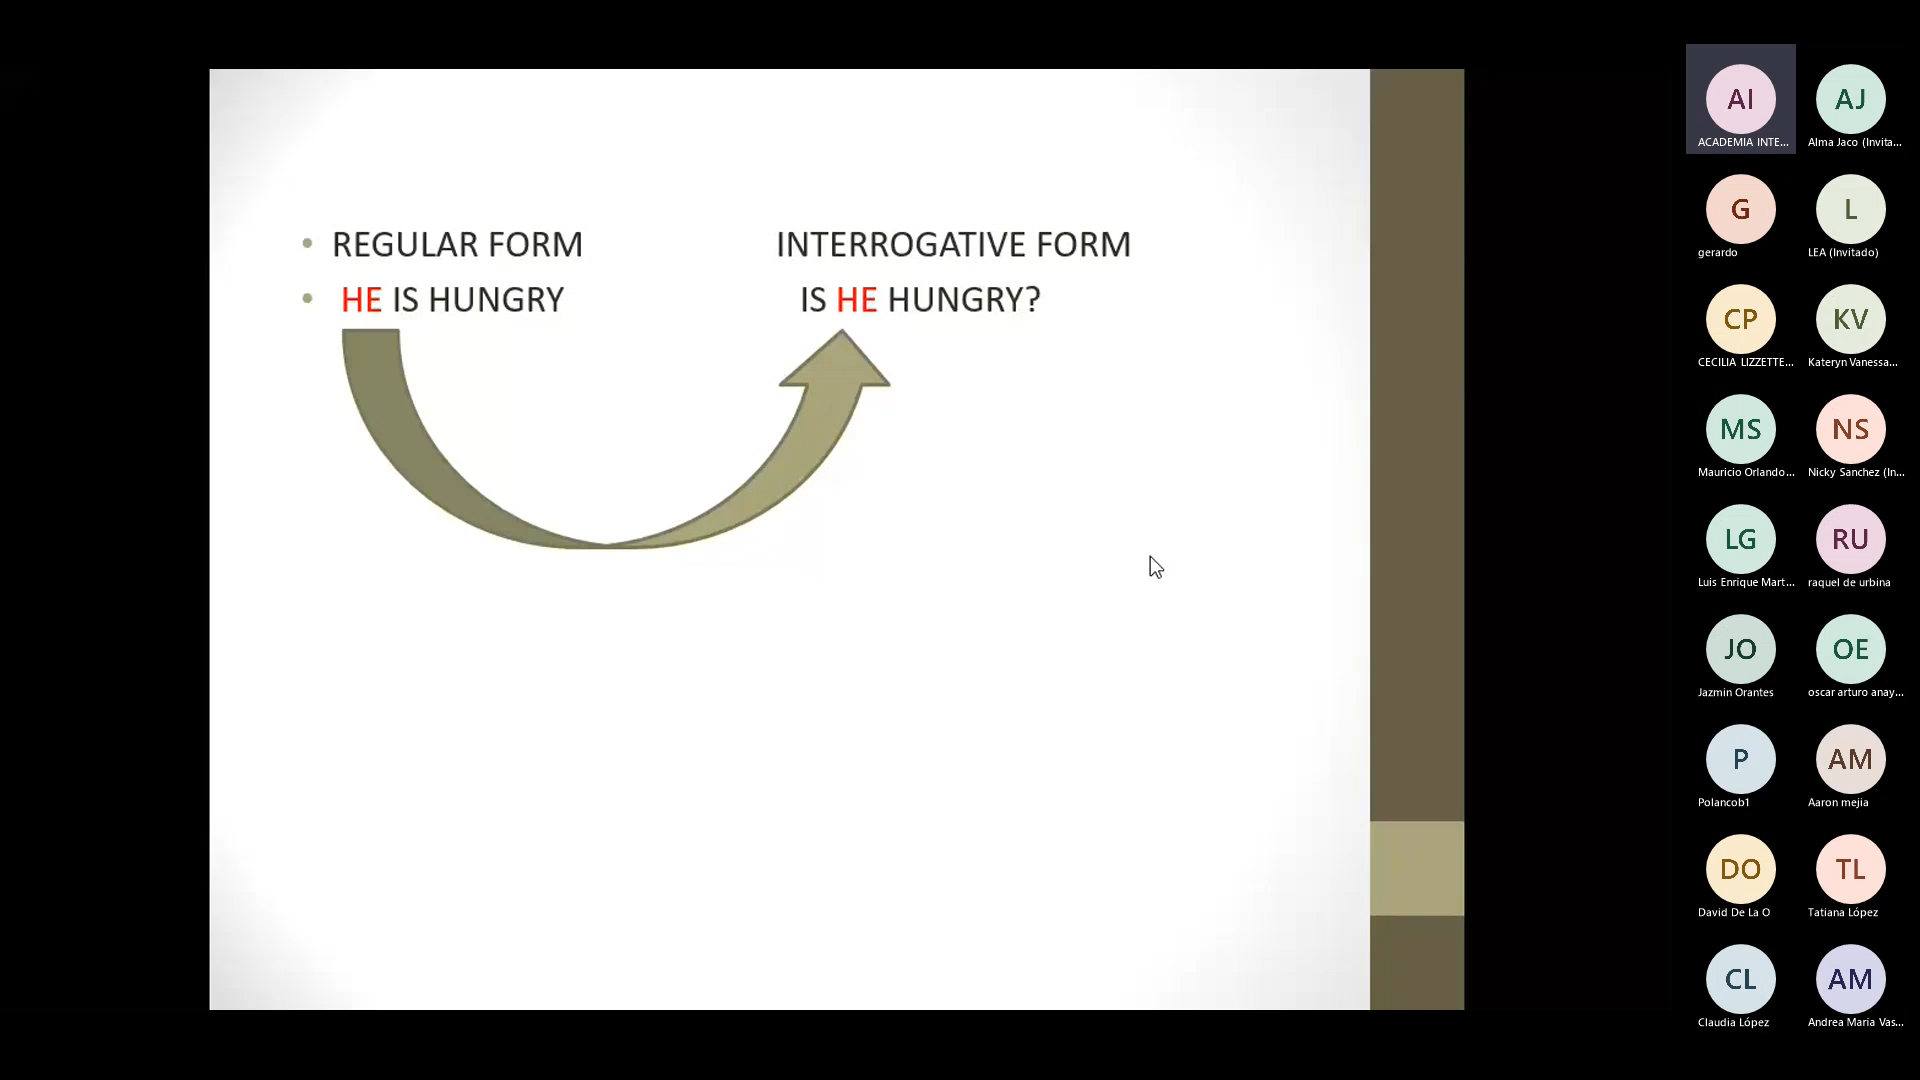 REGULAR FORM INTERROGATIVE FORM
HE IS HUNGRY IS HE HUNGRY?
AI AJ
ACADEMIA INTE... Alma Jaco (Invita...
G L
gerardo LEA (Invitado)
CP KV
CECILIA LIZZETTE... Kateryn Vanessa...
MS NS
Mauricio Orlando... Nicky Sanchez (In...
LG RU
Luis Enrique Mart... raquel de urbina
JO OE
Jazmin Orantes oscar arturo anay...
P AM
Polancob1 Aaron mejia
DO TL
David De La O Tatiana López
CL AM
Claudia López Andrea María Vas...